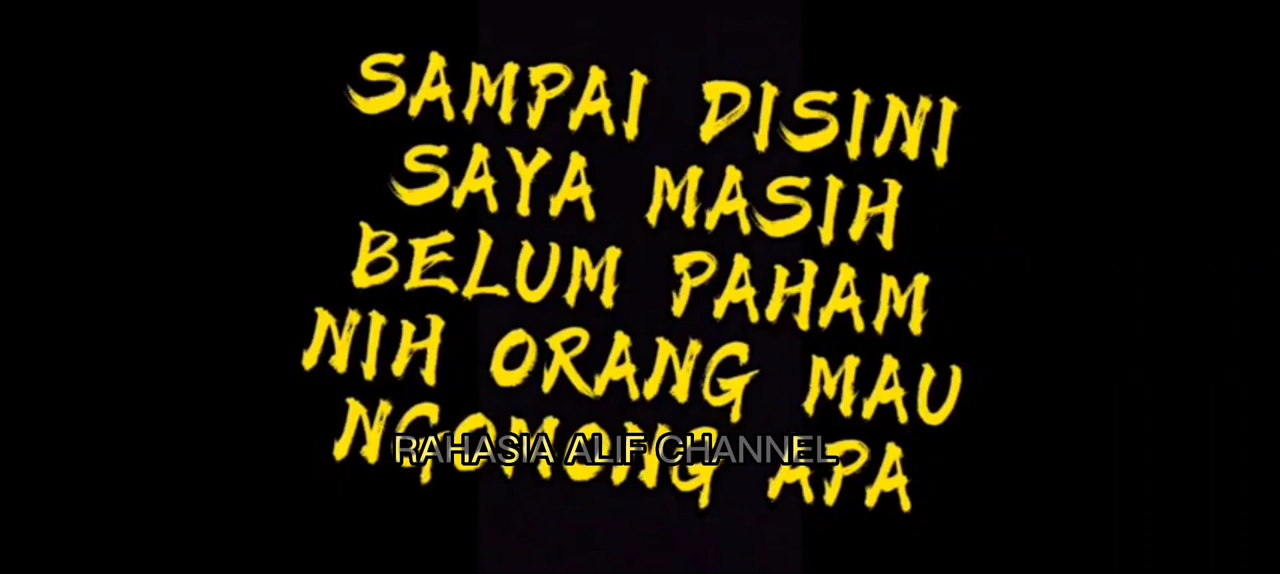 SAMPAI DISINI
SAYA MASIH
BELUM PAHAM
NIH ORANG MAU
NGOMONG APA
RAHASIA ALIF CHANNEL